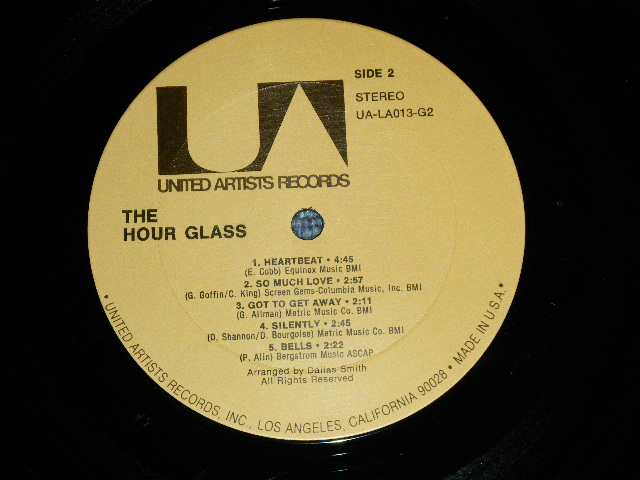 SIDE 2
STEREO
UA-LA013-G2
UA
UNITED ARTISTS RECORDS
THE
HOUR GLASS
1. HEARTBEAT • 4:45
(E. Cobb) Equinox Music BMI
2. SO MUCH LOVE • 2:57
(G. Goffin/C. King) Screen Gems-Columbia Music, Inc. BMI
3. GOT TO GET AWAY • 2:11
(G. Allman) Metric Music Co. BMI
4. SILENTLY • 2:45
(D. Shannon/D. Bourgoise) Metric Music Co. BMI
5. BELLS • 2:22
(P. Alin) Bergstrom Music ASCAP
Arranged by Dallas Smith
All Rights Reserved
• UNITED ARTISTS RECORDS, INC., LOS ANGELES, CALIFORNIA 90028 • MADE IN U.S.A. •